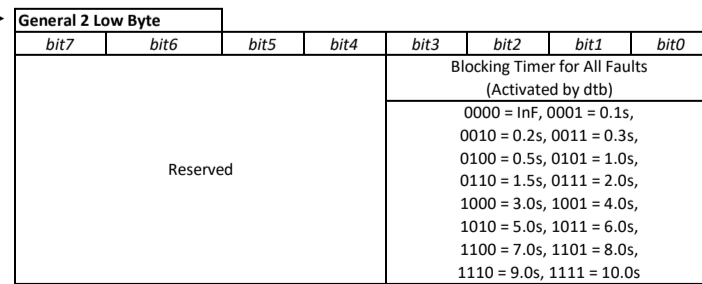 General 2 Low Byte
bit7 bit6 bit5 bit4 bit3 bit2 bit1 bit0
Reserved
Blocking Timer for All Faults
(Activated by dtb)
0000 = InF, 0001 = 0.1s,
0010 = 0.2s, 0011 = 0.3s,
0100 = 0.5s, 0101 = 1.0s,
0110 = 1.5s, 0111 = 2.0s,
1000 = 3.0s, 1001 = 4.0s,
1010 = 5.0s, 1011 = 6.0s,
1100 = 7.0s, 1101 = 8.0s,
1110 = 9.0s, 1111 = 10.0s